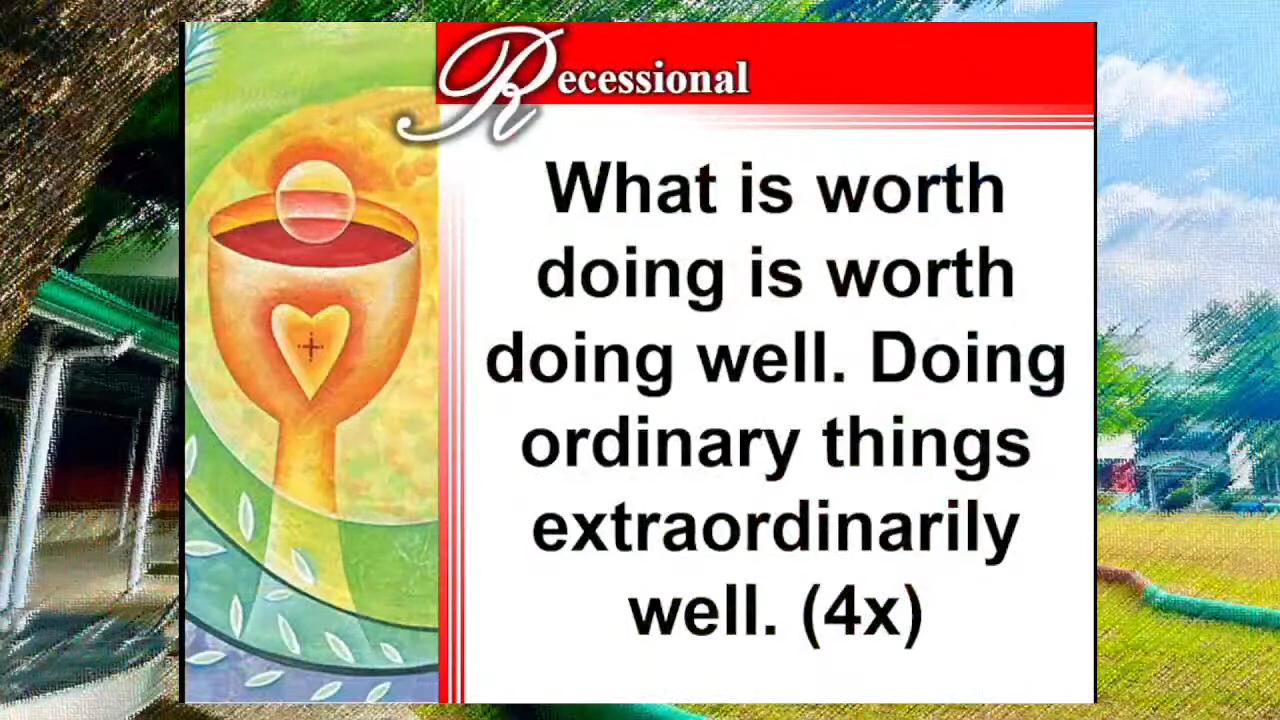 Recessional
What is worth
doing is worth
doing well. Doing
ordinary things
extraordinarily
well. (4x)